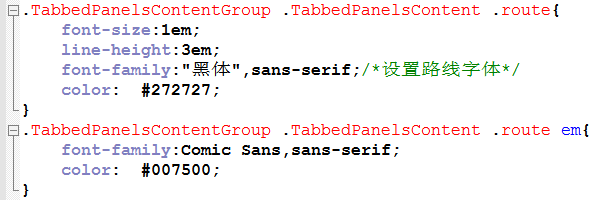 .TabbedPanelsContentGroup .TabbedPanelsContent .route{
font-size:1em;
line-height:3em;
font-family:"黑体",sans-serif;/*设置路线字体*/
color:  #272727;
}
.TabbedPanelsContentGroup .TabbedPanelsContent .route em{
font-family:Comic Sans,sans-serif;
color:  #007500;
}